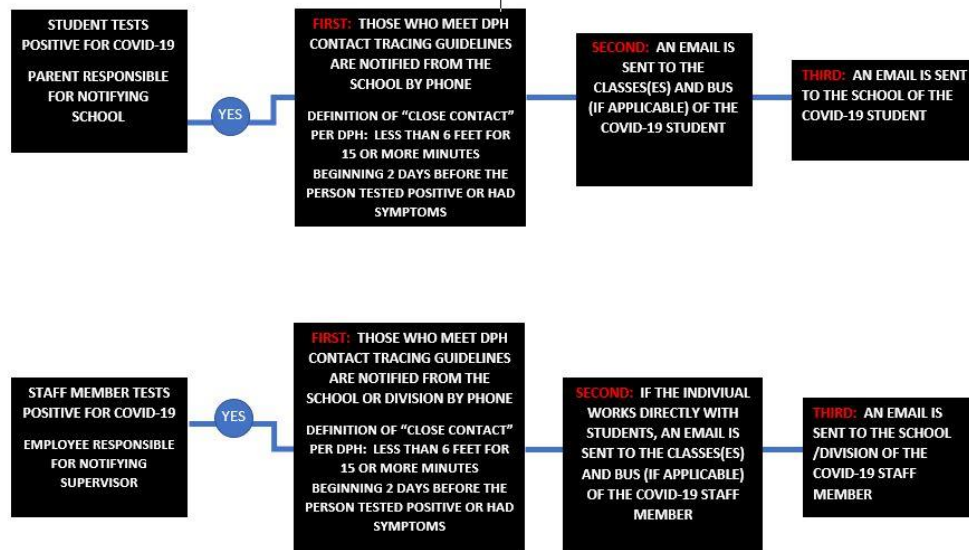 STUDENT TESTS
POSITIVE FOR COVID-19
PARENT RESPONSIBLE
FOR NOTIFYING
SCHOOL
YES
FIRST: THOSE WHO MEET DPH
CONTACT TRACING GUIDELINES
ARE NOTIFIED FROM THE
SCHOOL BY PHONE
DEFINITION OF “CLOSE CONTACT”
PER DPH: LESS THAN 6 FEET FOR
15 OR MORE MINUTES
BEGINNING 2 DAYS BEFORE THE
PERSON TESTED POSITIVE OR HAD
SYMPTOMS
SECOND: AN EMAIL IS
SENT TO THE
CLASSES(ES) AND BUS
(IF APPLICABLE) OF THE
COVID-19 STUDENT
THIRD: AN EMAIL IS SENT
TO THE SCHOOL OF THE
COVID-19 STUDENT
STAFF MEMBER TESTS
POSITIVE FOR COVID-19
EMPLOYEE RESPONSIBLE
FOR NOTIFYING
SUPERVISOR
YES
FIRST: THOSE WHO MEET DPH
CONTACT TRACING GUIDELINES
ARE NOTIFIED FROM THE
SCHOOL OR DIVISION BY PHONE
DEFINITION OF “CLOSE CONTACT”
PER DPH: LESS THAN 6 FEET FOR
15 OR MORE MINUTES
BEGINNING 2 DAYS BEFORE THE
PERSON TESTED POSITIVE OR HAD
SYMPTOMS
SECOND: IF THE INDIVIUAL
WORKS DIRECTLY WITH
STUDENTS, AN EMAIL IS
SENT TO THE CLASSES(ES)
AND BUS (IF APPLICABLE)
OF THE COVID-19 STAFF
MEMBER
THIRD: AN EMAIL IS
SENT TO THE SCHOOL
/DIVISION OF THE
COVID-19 STAFF
MEMBER